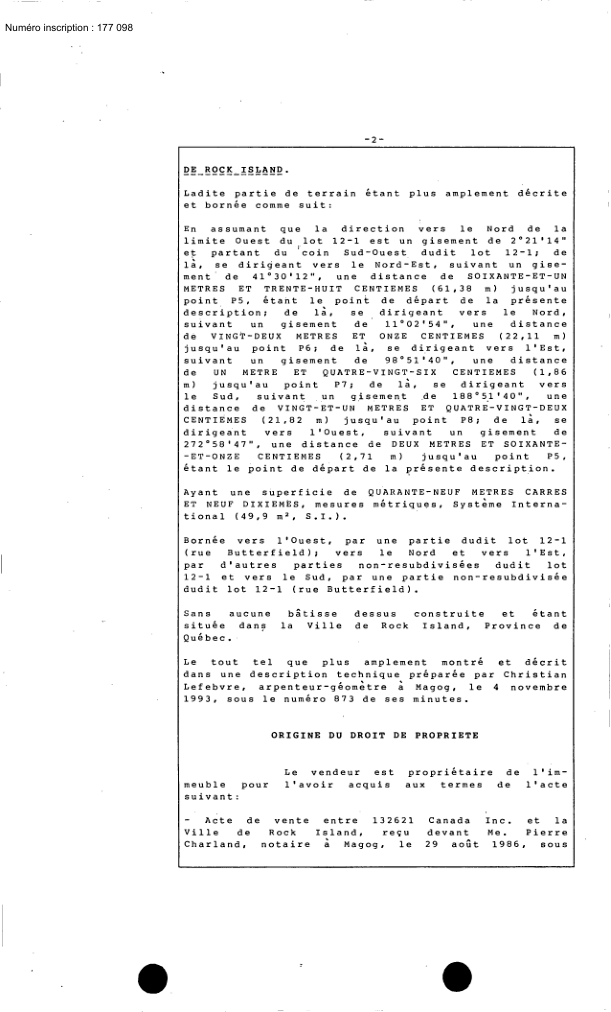 Numéro inscription : 177 098
-2-
DE ROCK ISLAND.
Ladite partie de terrain étant plus amplement décrite
et bornée comme suit:
En assumant que la direction vers le Nord de la
limite Ouest du lot 12-1 est un gisement de 2°21'14"
et partant du coin Sud-Ouest dudit lot 12-1; de
là, se dirigeant vers le Nord-Est, suivant un gise-
ment de 41°30'12", une distance de SOIXANTE-ET-UN
METRES ET TRENTE-HUIT CENTIEMES (61,38 m) jusqu'au
point P5, étant le point de départ de la présente
description; de là, se dirigeant vers le Nord,
suivant un gisement de 11°02'54", une distance
de VINGT-DEUX METRES ET ONZE CENTIEMES (22,11 m)
jusqu'au point P6; de là, se dirigeant vers l'Est,
suivant un gisement de 98°51'40", une distance
de UN METRE ET QUATRE-VINGT-SIX CENTIEMES (1,86
m) jusqu'au point P7; de là, se dirigeant vers
le Sud, suivant un gisement de 188°51'40", une
distance de VINGT-ET-UN METRES ET QUATRE-VINGT-DEUX
CENTIEMES (21,82 m) jusqu'au point P8; de là, se
dirigeant vers l'Ouest, suivant un gisement de
272°58'47", une distance de DEUX METRES ET SOIXANTE-
-ET-ONZE CENTIEMES (2,71 m) jusqu'au point P5,
étant le point de départ de la présente description.
Ayant une superficie de QUARANTE-NEUF METRES CARRES
ET NEUF DIXIEMES, mesures métriques, Système Interna-
tional (49,9 m², S.I.).
Bornée vers l'Ouest, par une partie dudit lot 12-1
(rue Butterfield); vers le Nord et vers l'Est,
par d'autres parties non-resubdivisées dudit lot
12-1 et vers le Sud, par une partie non-resubdivisée
dudit lot 12-1 (rue Butterfield).
Sans aucune bâtisse dessus construite et étant
située dans la Ville de Rock Island, Province de
Québec.
Le tout tel que plus amplement montré et décrit
dans une description technique préparée par Christian
Lefebvre, arpenteur-géomètre à Magog, le 4 novembre
1993, sous le numéro 873 de ses minutes.
ORIGINE DU DROIT DE PROPRIETE
Le vendeur est propriétaire de l'im-
meuble pour l'avoir acquis aux termes de l'acte
suivant:
- Acte de vente entre 132621 Canada Inc. et la
Ville de Rock Island, reçu devant Me. Pierre
Charland, notaire à Magog, le 29 août 1986, sous